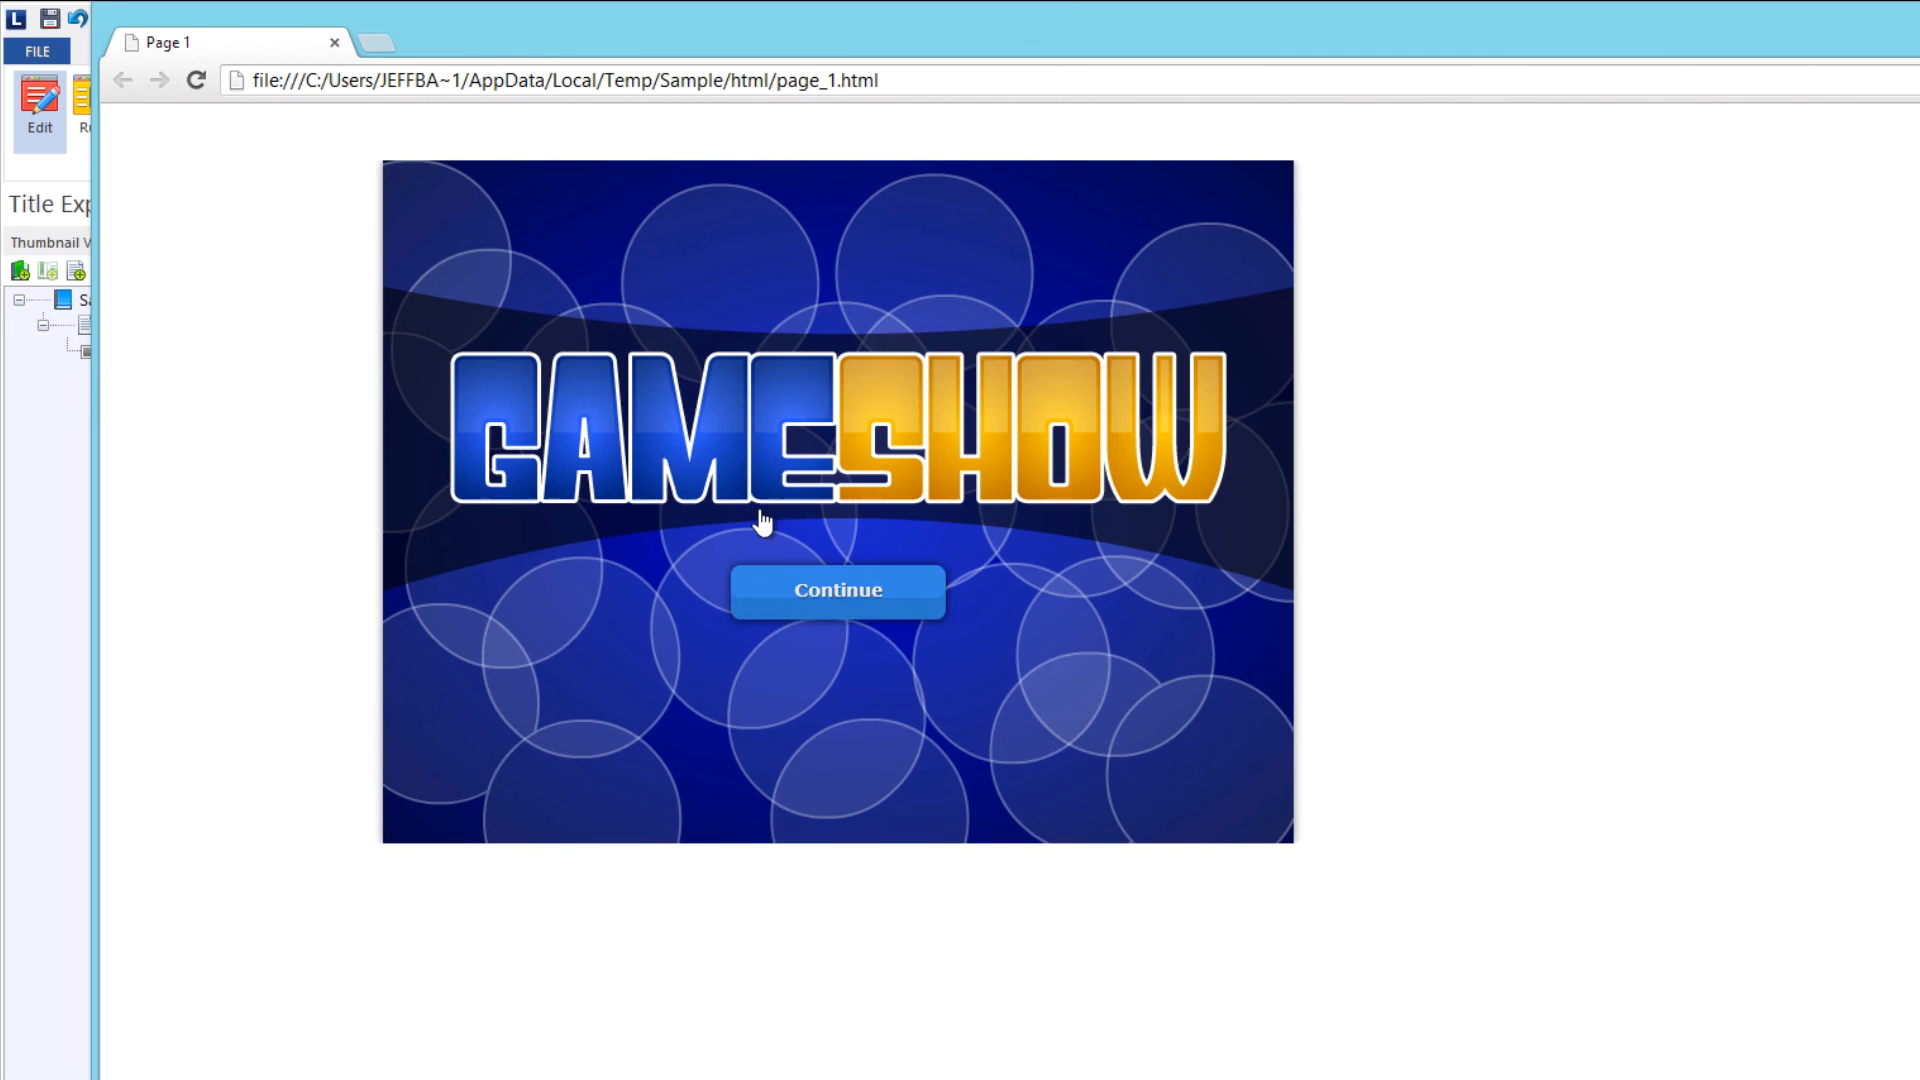 L
FILE
Page 1
file:///C:/Users/JEFFBA~1/AppData/Local/Temp/Sample/html/page_1.html
Edit
Title Exp
Thumbnail V
GAMESHOW
Continue